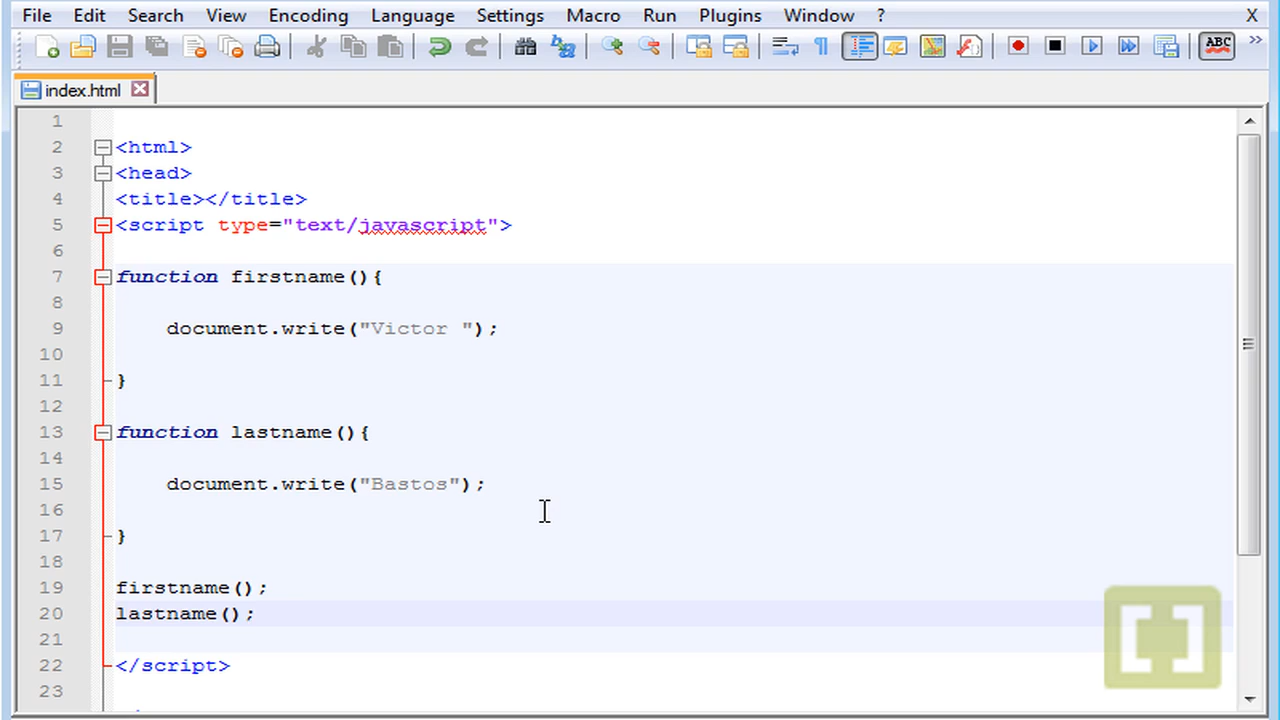 File Edit Search View Encoding Language Settings Macro Run Plugins Window ? X
ABC
index.html
1
2 <html>
3 <head>
4 <title></title>
5 <script type="text/javascript">
6
7 function firstname(){
8
9 document.write("Victor ");
10
11 }
12
13 function lastname(){
14
15 document.write("Bastos");
16
17 }
18
19 firstname();
20 lastname();
21
22 </script>
23